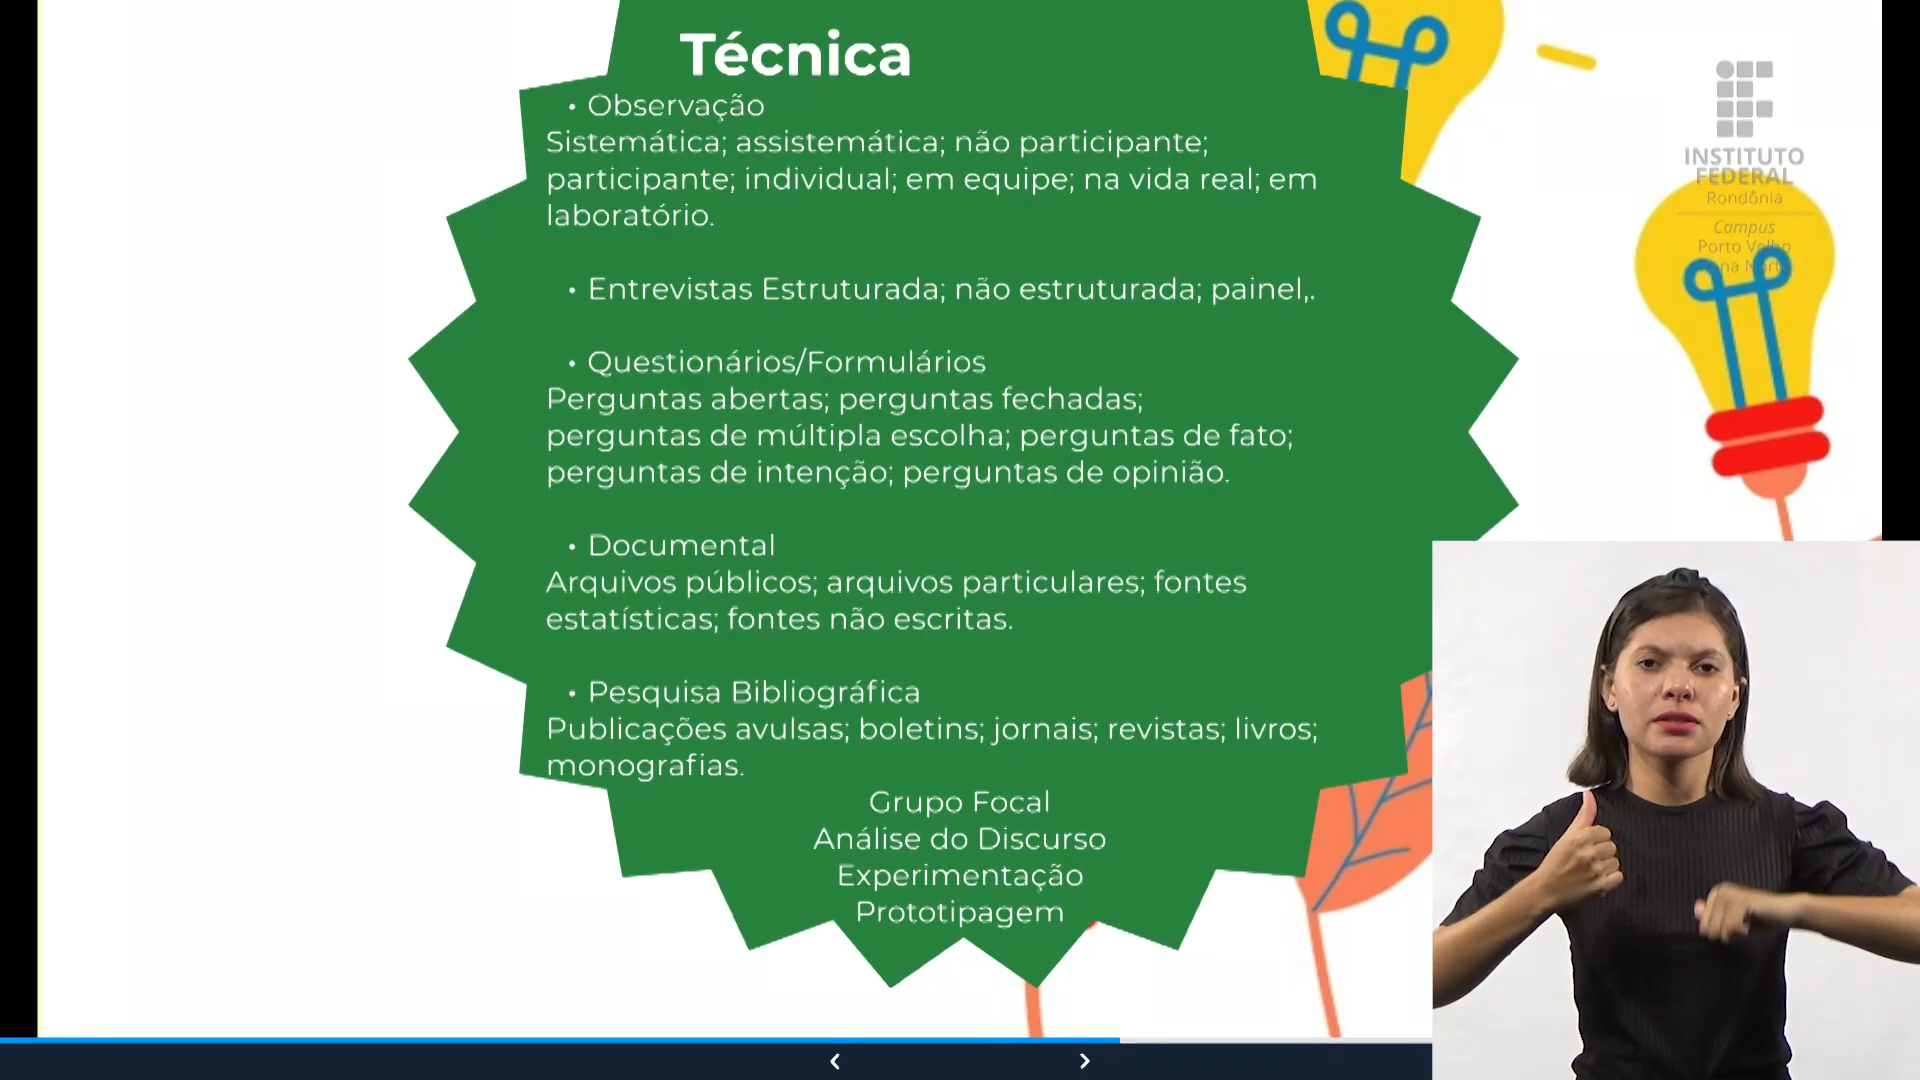 Técnica
• Observação
Sistemática; assistemática; não participante;
participante; individual; em equipe; na vida real; em
laboratório.
• Entrevistas Estruturada; não estruturada; painel,.
• Questionários/Formulários
Perguntas abertas; perguntas fechadas;
perguntas de múltipla escolha; perguntas de fato;
perguntas de intenção; perguntas de opinião.
• Documental
Arquivos públicos; arquivos particulares; fontes
estatísticas; fontes não escritas.
• Pesquisa Bibliográfica
Publicações avulsas; boletins; jornais; revistas; livros;
monografias.
Grupo Focal
Análise do Discurso
Experimentação
Prototipagem
INSTITUTO
FEDERAL
Rondônia
Campus
Porto Velho